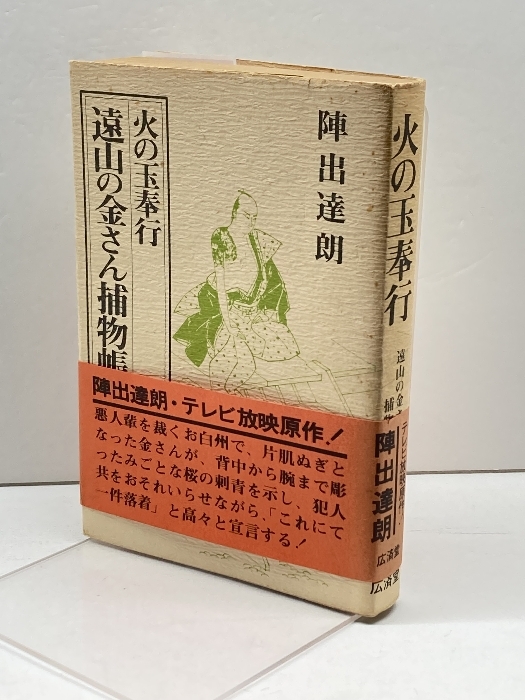 陣出達朗
火の玉奉行
遠山の金さん捕物帳
陣出達朗・テレビ放映原作！
悪人輩を裁くお白州で、片肌ぬぎと
なった金さんが、背中から腕まで彫
ったみごとな桜の刺青を示し、犯人
共をおそれいらせながら、「これにて
一件落着」と高々と宣言する！
火の玉奉行
遠山の金さ
捕物
テレビ放映原作！
陣出達朗
広済堂
広済堂